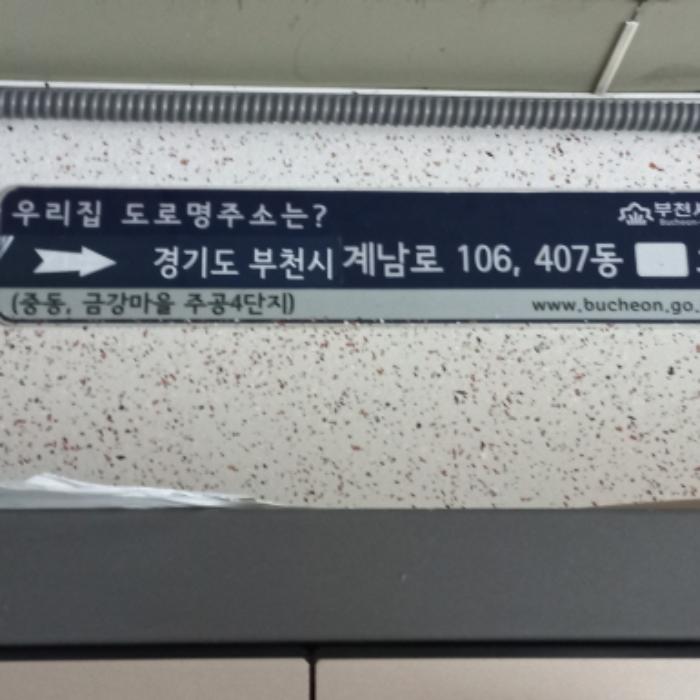 우리집 도로명주소는?
부천시
Bucheon
경기도 부천시 계남로 106, 407동
(중동, 금강마을 주공4단지)
www.bucheon.go